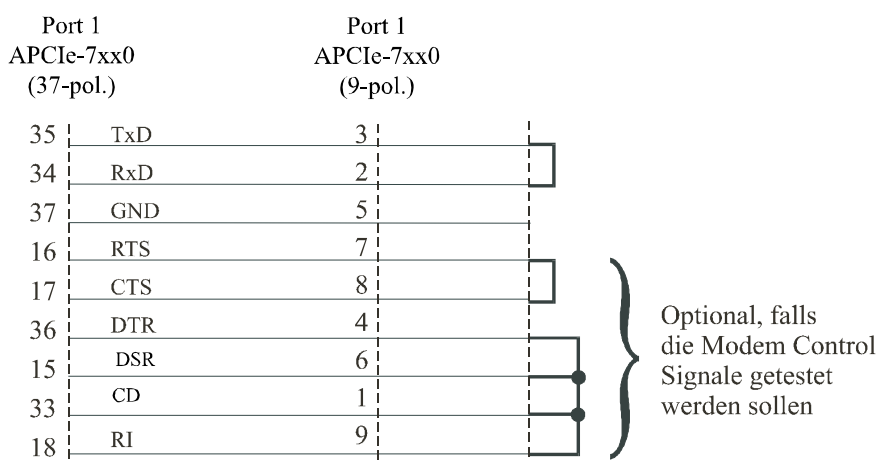 Port 1 Port 1
APCIe-7xx0 APCIe-7xx0
(37-pol.) (9-pol.)
35 TxD 3
34 RxD 2
37 GND 5
16 RTS 7
17 CTS 8
36 DTR 4
15 DSR 6
33 CD 1
18 RI 9
Optional, falls
die Modem Control
Signale getestet
werden sollen